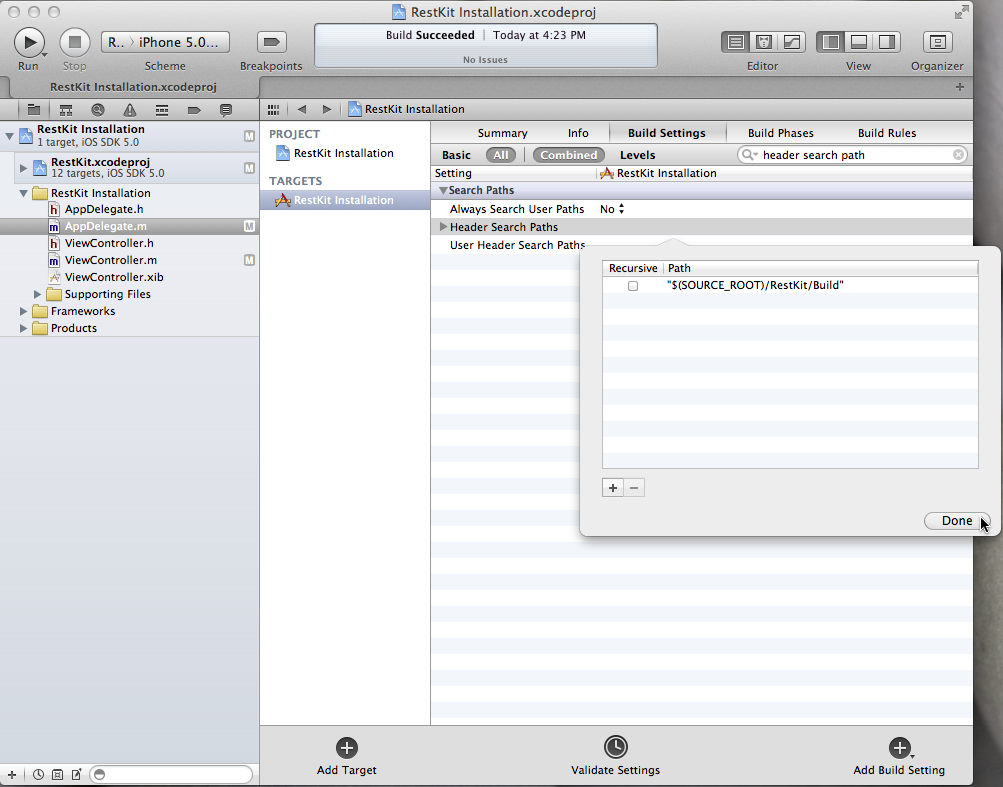 RestKit Installation.xcodeproj
Run
Stop
R.. › iPhone 5.0...
Scheme
Breakpoints
Build Succeeded | Today at 4:23 PM
No Issues
Editor
View
Organizer
RestKit Installation.xcodeproj
RestKit Installation
1 target, iOS SDK 5.0
M
RestKit.xcodeproj
12 targets, iOS SDK 5.0
M
RestKit Installation
h AppDelegate.h
m AppDelegate.m M
h ViewController.h
m ViewController.m M
ViewController.xib
Supporting Files
Frameworks
Products
RestKit Installation
PROJECT
RestKit Installation
TARGETS
RestKit Installation
Summary Info Build Settings Build Phases Build Rules
Basic All Combined Levels header search path
Setting RestKit Installation
Search Paths
Always Search User Paths No
Header Search Paths
User Header Search Paths
Recursive Path
"$(SOURCE_ROOT)/RestKit/Build"
Done
Add Target
Validate Settings
Add Build Setting